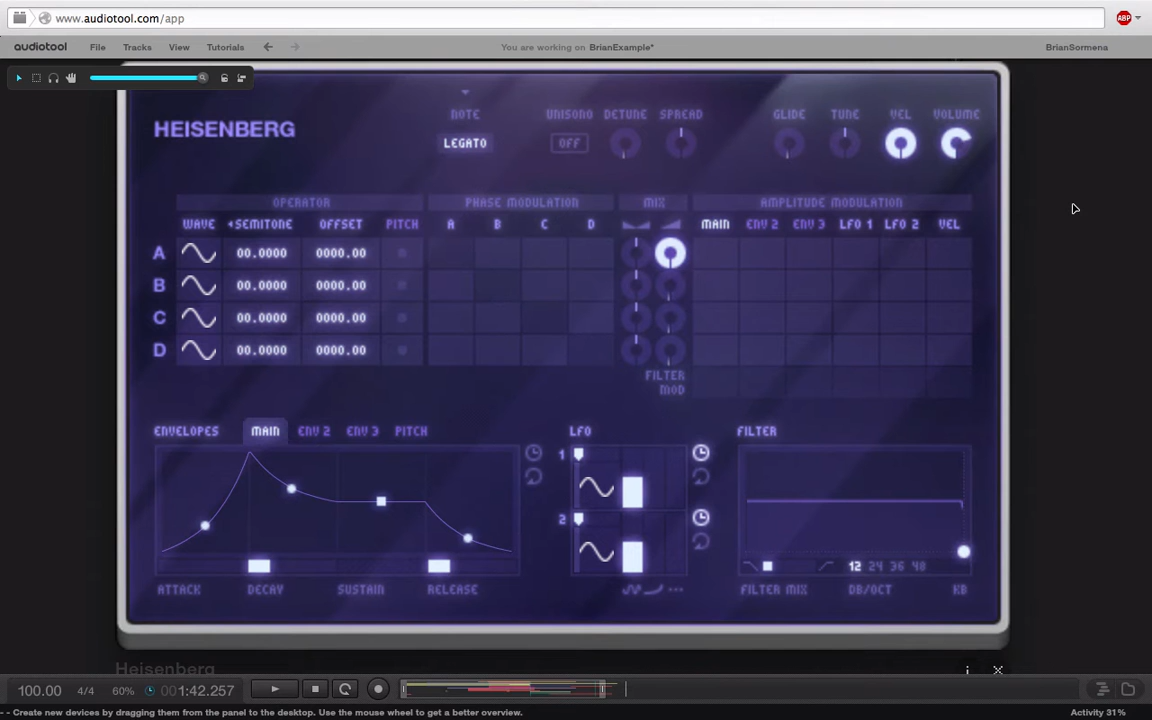 www.audiotool.com/app
ABP
audiotool File Tracks View Tutorials You are working on BrianExample* BrianSormena
HEISENBERG
NOTE UNISONO DETUNE SPREAD GLIDE TUNE VEL VOLUME
LEGATO OFF
OPERATOR PHASE MODULATION MIX AMPLITUDE MODULATION
WAVE SEMITONE OFFSET PITCH A B C D MAIN ENV 2 ENV 3 LFO 1 LFO 2 VEL
A 00.0000 0000.00
B 00.0000 0000.00
C 00.0000 0000.00
D 00.0000 0000.00
FILTER
MOD
ENVELOPES MAIN ENV 2 ENV 3 PITCH LFO FILTER
1
2
12 24 36 48
ATTACK DECAY SUSTAIN RELEASE FILTER MIX DB/OCT KB
Heisenberg
100.00 4/4 60% 00:1:42.257
- - Create new devices by dragging them from the panel to the desktop. Use the mouse wheel to get a better overview. Activity 31%